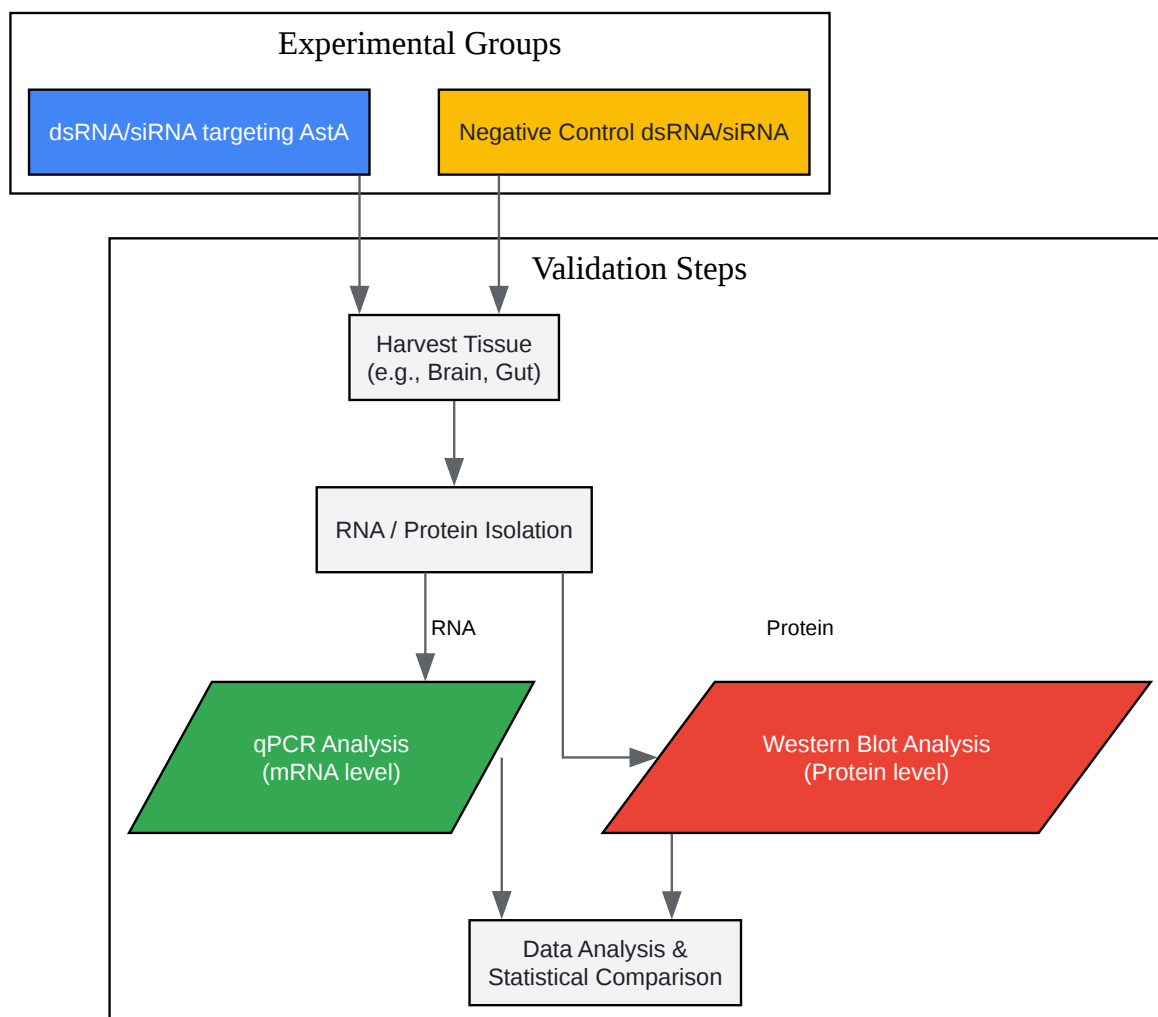 Experimental Groups
dsRNA/siRNA targeting AstA
Negative Control dsRNA/siRNA
Validation Steps
Harvest Tissue
(e.g., Brain, Gut)
RNA / Protein Isolation
RNA
Protein
qPCR Analysis
(mRNA level)
Western Blot Analysis
(Protein level)
Data Analysis &
Statistical Comparison